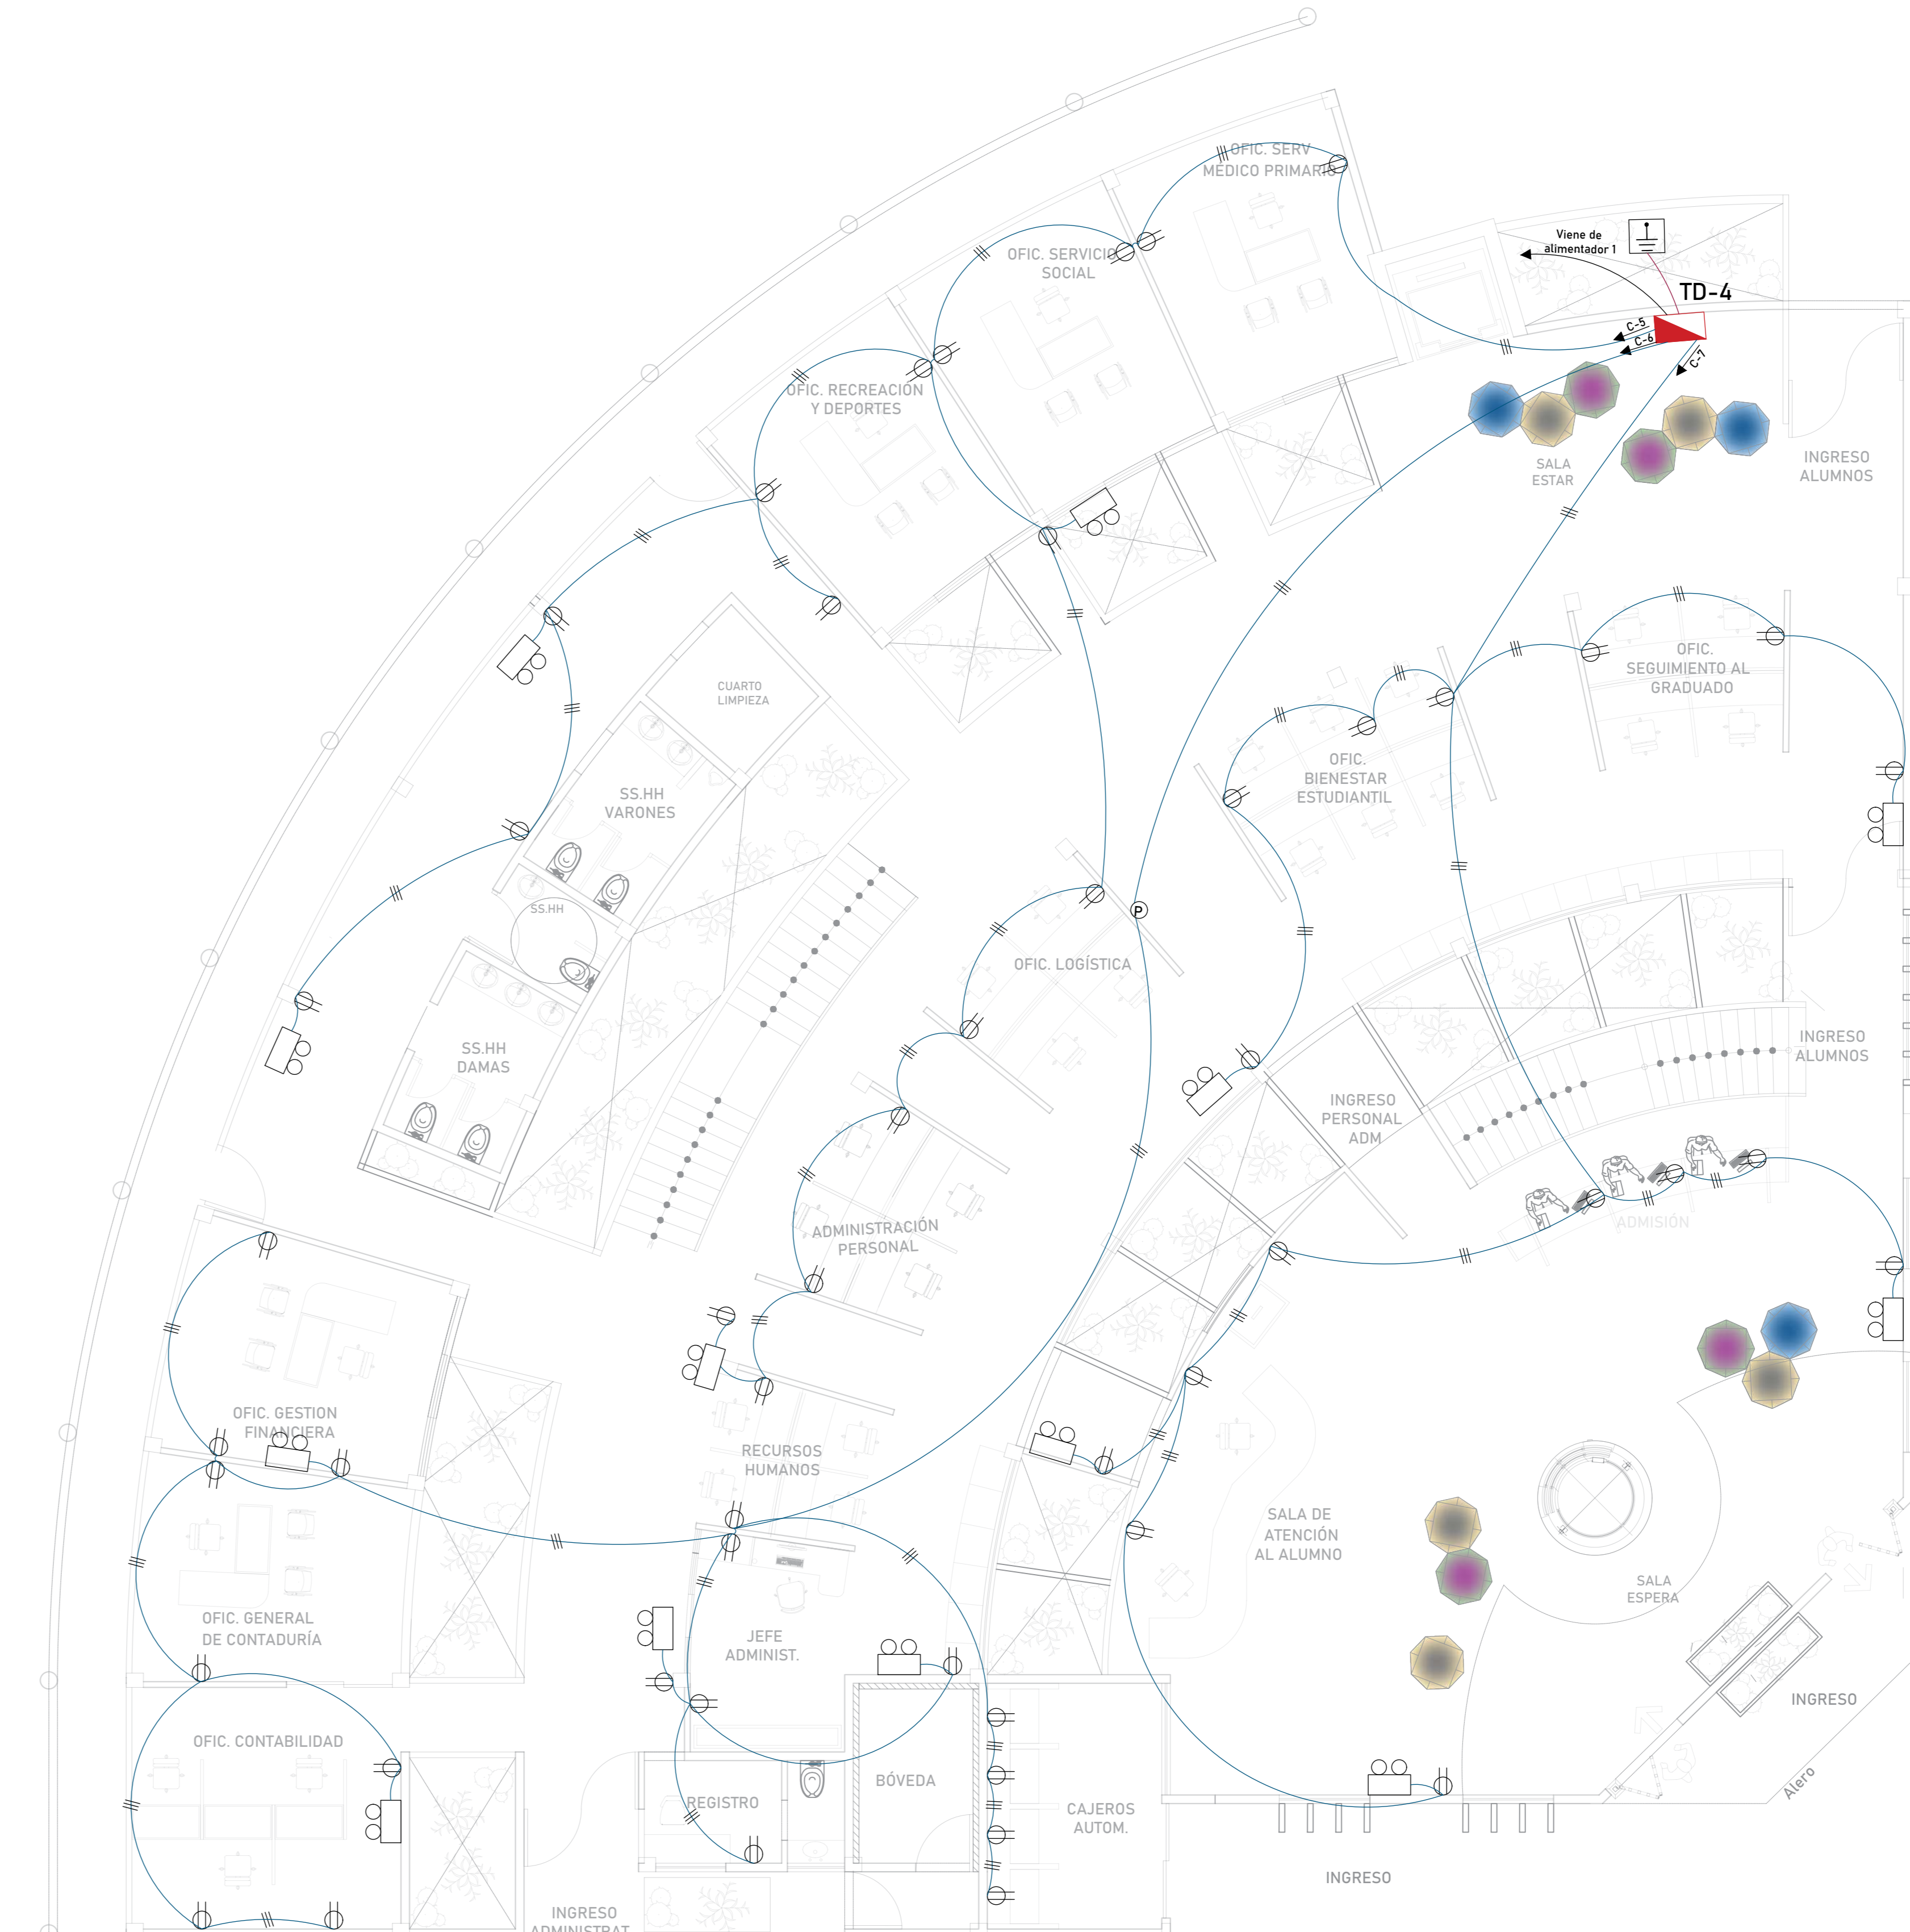 OFIC. SERV
MÉDICO PRIMARIO
Viene de
alimentador 1
OFIC. SERVICIO
SOCIAL
TD-4
C-5
C-6
C-7
OFIC. RECREACIÓN
Y DEPORTES
SALA
ESTAR
INGRESO
ALUMNOS
CUARTO
LIMPIEZA
OFIC.
SEGUIMIENTO AL
GRADUADO
OFIC.
BIENESTAR
ESTUDIANTIL
SS.HH
VARONES
SS.HH
P
OFIC. LOGÍSTICA
SS.HH
DAMAS
INGRESO
ALUMNOS
INGRESO
PERSONAL
ADM
ADMISIÓN
ADMINISTRACIÓN
PERSONAL
OFIC. GESTION
FINANCIERA
RECURSOS
HUMANOS
SALA DE
ATENCIÓN
AL ALUMNO
SALA
ESPERA
OFIC. GENERAL
DE CONTADURÍA
JEFE
ADMINIST.
INGRESO
OFIC. CONTABILIDAD
BÓVEDA
Alero
REGISTRO
CAJEROS
AUTOM.
INGRESO
INGRESO
ADMINISTRAT.